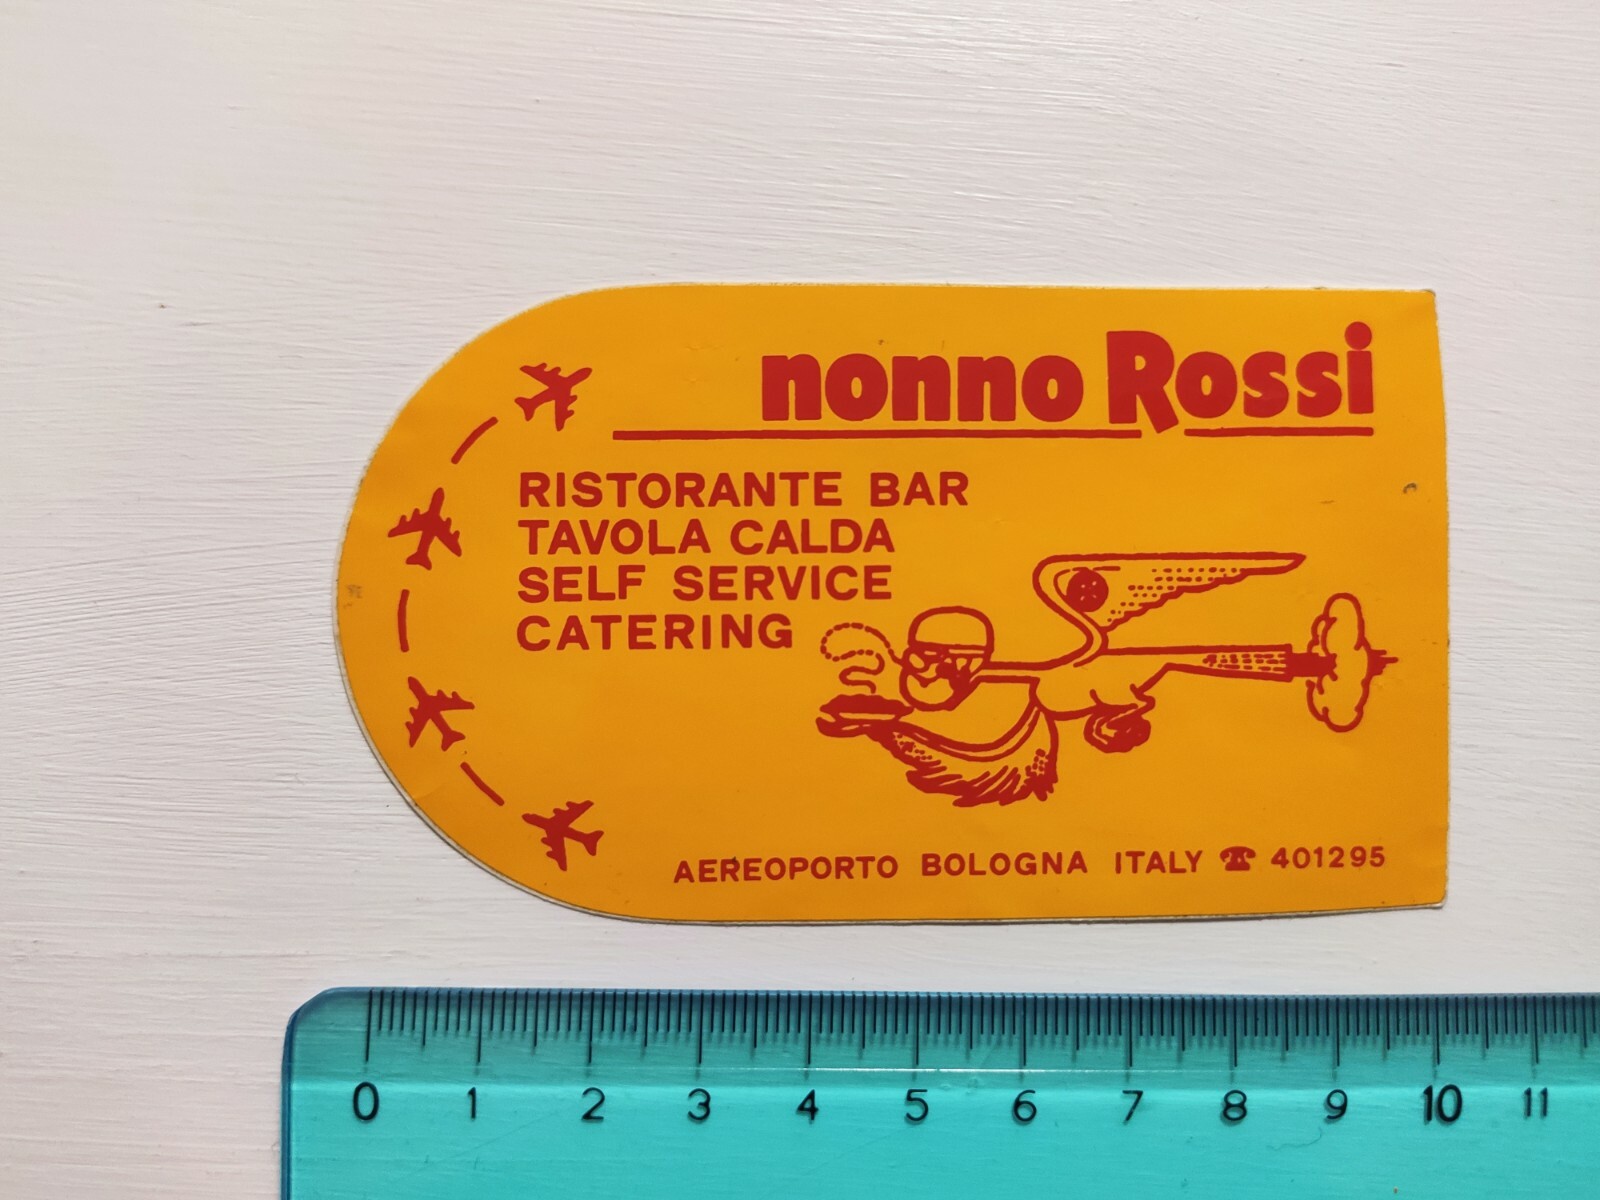 nonno Rossi
RISTORANTE BAR
TAVOLA CALDA
SELF SERVICE
CATERING
AEREOPORTO BOLOGNA ITALY ☎ 401295
0 1 2 3 4 5 6 7 8 9 10 11